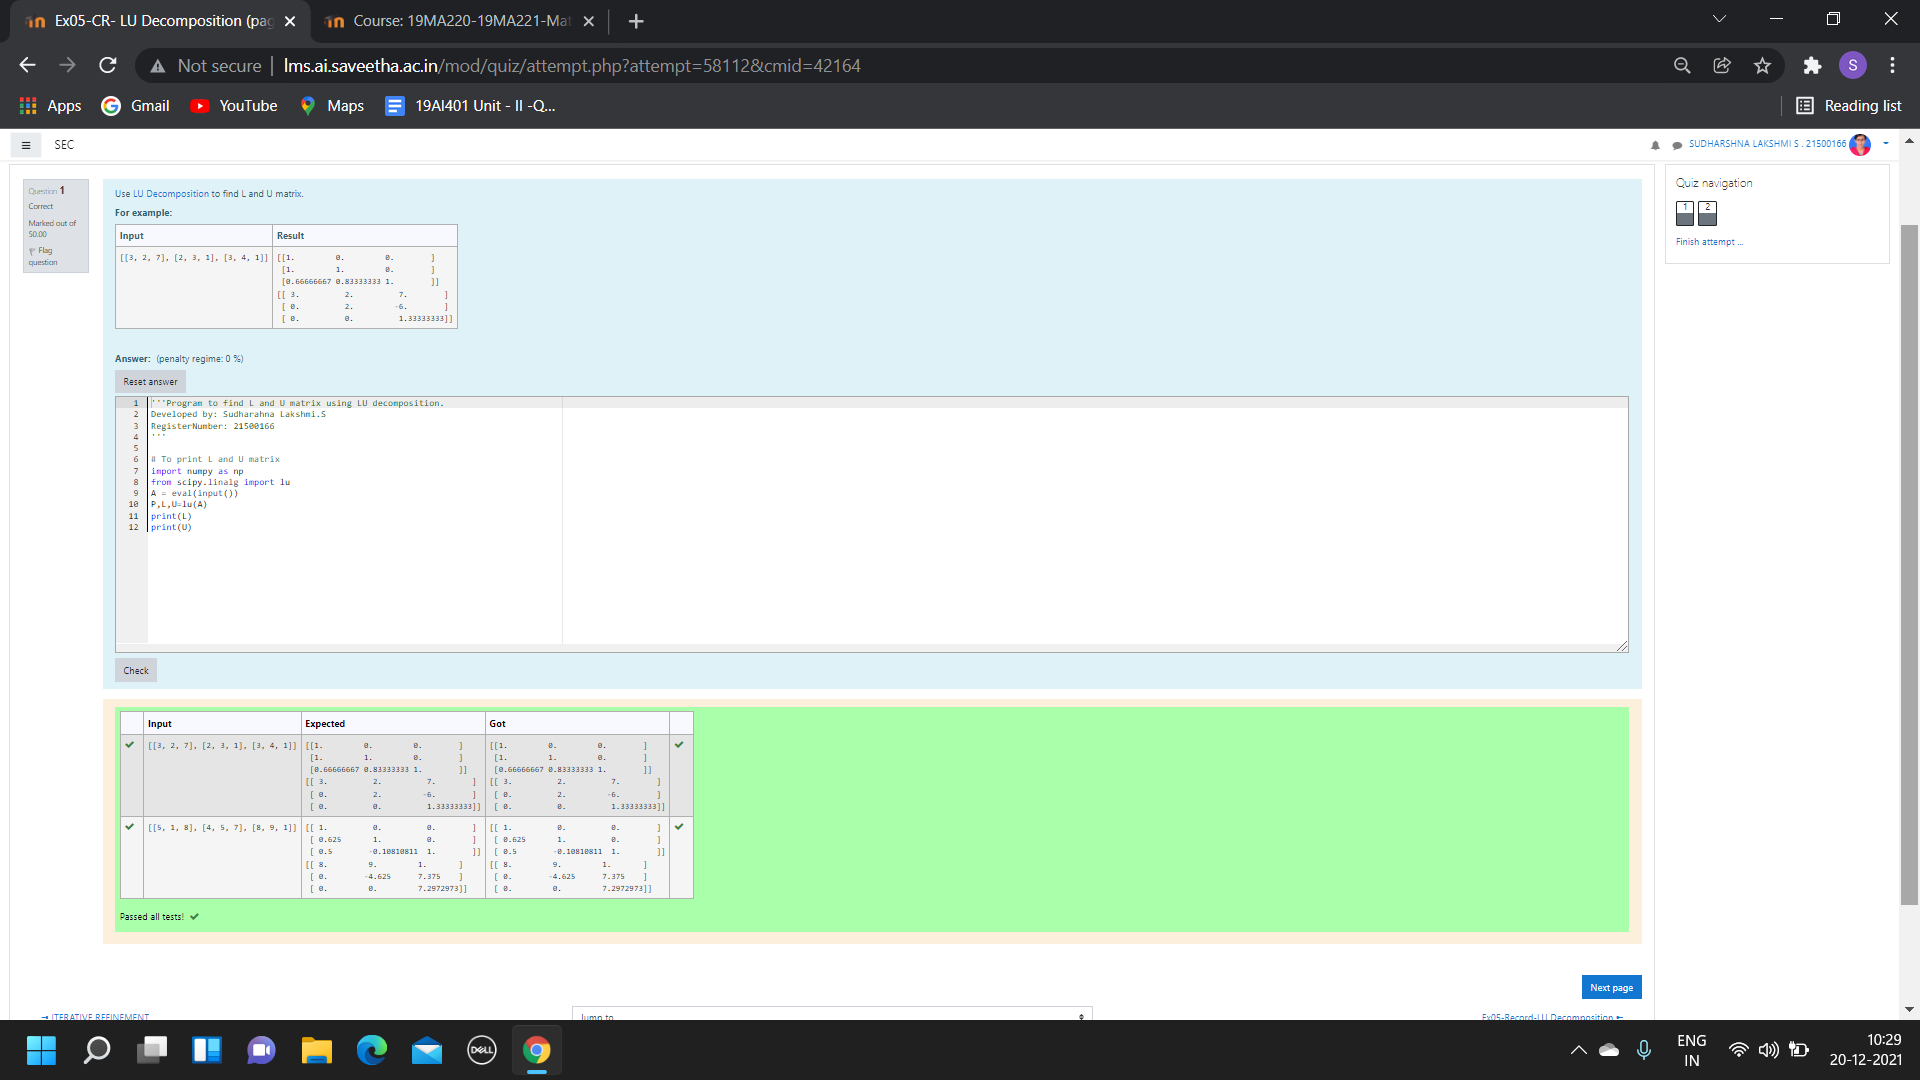 Ex05-CR- LU Decomposition (pag
Course: 19MA220-19MA221-Mat
Not secure
lms.ai.saveetha.ac.in/mod/quiz/attempt.php?attempt=58112&cmid=42164
S
Apps
Gmail
YouTube
Maps
19AI401 Unit - II -Q...
Reading list
SEC
SUDHARSHNA LAKSHMI S . 21500166
Question 1
Correct
Marked out of
50.00
Flag
question
Use LU Decomposition to find L and U matrix.
For example:
Input Result
[[3, 2, 7], [2, 3, 1], [3, 4, 1]] [[1. 0. 0. ]
[1. 1. 0. ]
[0.66666667 0.83333333 1. ]]
[[ 3. 2. 7. ]
[ 0. 2. -6. ]
[ 0. 0. 1.33333333]]
Answer: (penalty regime: 0 %)
Reset answer
1 '''Program to find L and U matrix using LU decomposition.
2 Developed by: Sudharahna Lakshmi.S
3 RegisterNumber: 21500166
4 '''
5
6 # To print L and U matrix
7 import numpy as np
8 from scipy.linalg import lu
9 A = eval(input())
10 P,L,U=lu(A)
11 print(L)
12 print(U)
Check
Input Expected Got
[[3, 2, 7], [2, 3, 1], [3, 4, 1]] [[1. 0. 0. ] [[1. 0. 0. ]
[1. 1. 0. ] [1. 1. 0. ]
[0.66666667 0.83333333 1. ]] [0.66666667 0.83333333 1. ]]
[[ 3. 2. 7. ] [[ 3. 2. 7. ]
[ 0. 2. -6. ] [ 0. 2. -6. ]
[ 0. 0. 1.33333333]] [ 0. 0. 1.33333333]]
[[5, 1, 8], [4, 5, 7], [8, 9, 1]] [[ 1. 0. 0. ] [[ 1. 0. 0. ]
[ 0.625 1. 0. ] [ 0.625 1. 0. ]
[ 0.5 -0.10810811 1. ]] [ 0.5 -0.10810811 1. ]]
[[ 8. 9. 1. ] [[ 8. 9. 1. ]
[ 0. -4.625 7.375 ] [ 0. -4.625 7.375 ]
[ 0. 0. 7.2972973]] [ 0. 0. 7.2972973]]
Passed all tests!
Quiz navigation
1 2
Finish attempt ...
Next page
ITERATIVE REFINEMENT
Jump to...
Ex05-Record-LU Decomposition
DELL
ENG
IN
10:29
20-12-2021